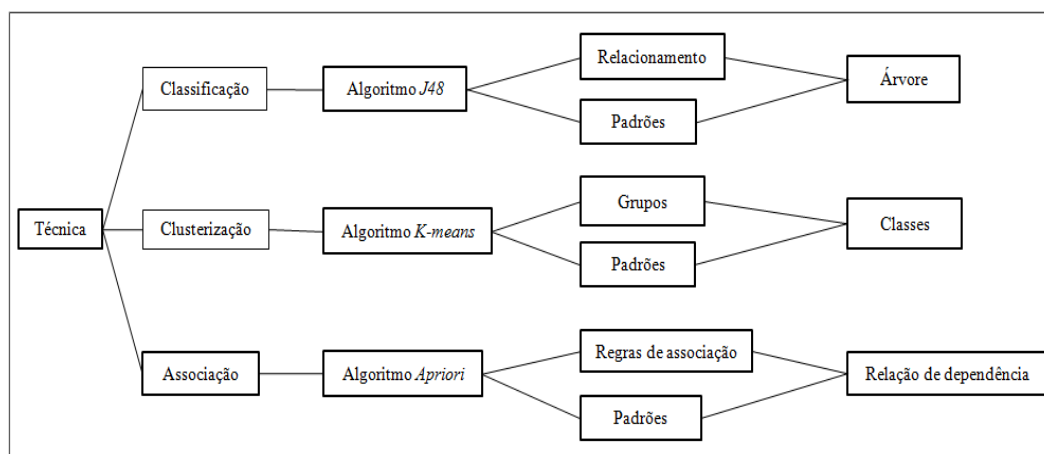 Técnica
Classificação
Algoritmo J48
Relacionamento
Padrões
Árvore
Clusterização
Algoritmo K-means
Grupos
Padrões
Classes
Associação
Algoritmo Apriori
Regras de associação
Padrões
Relação de dependência